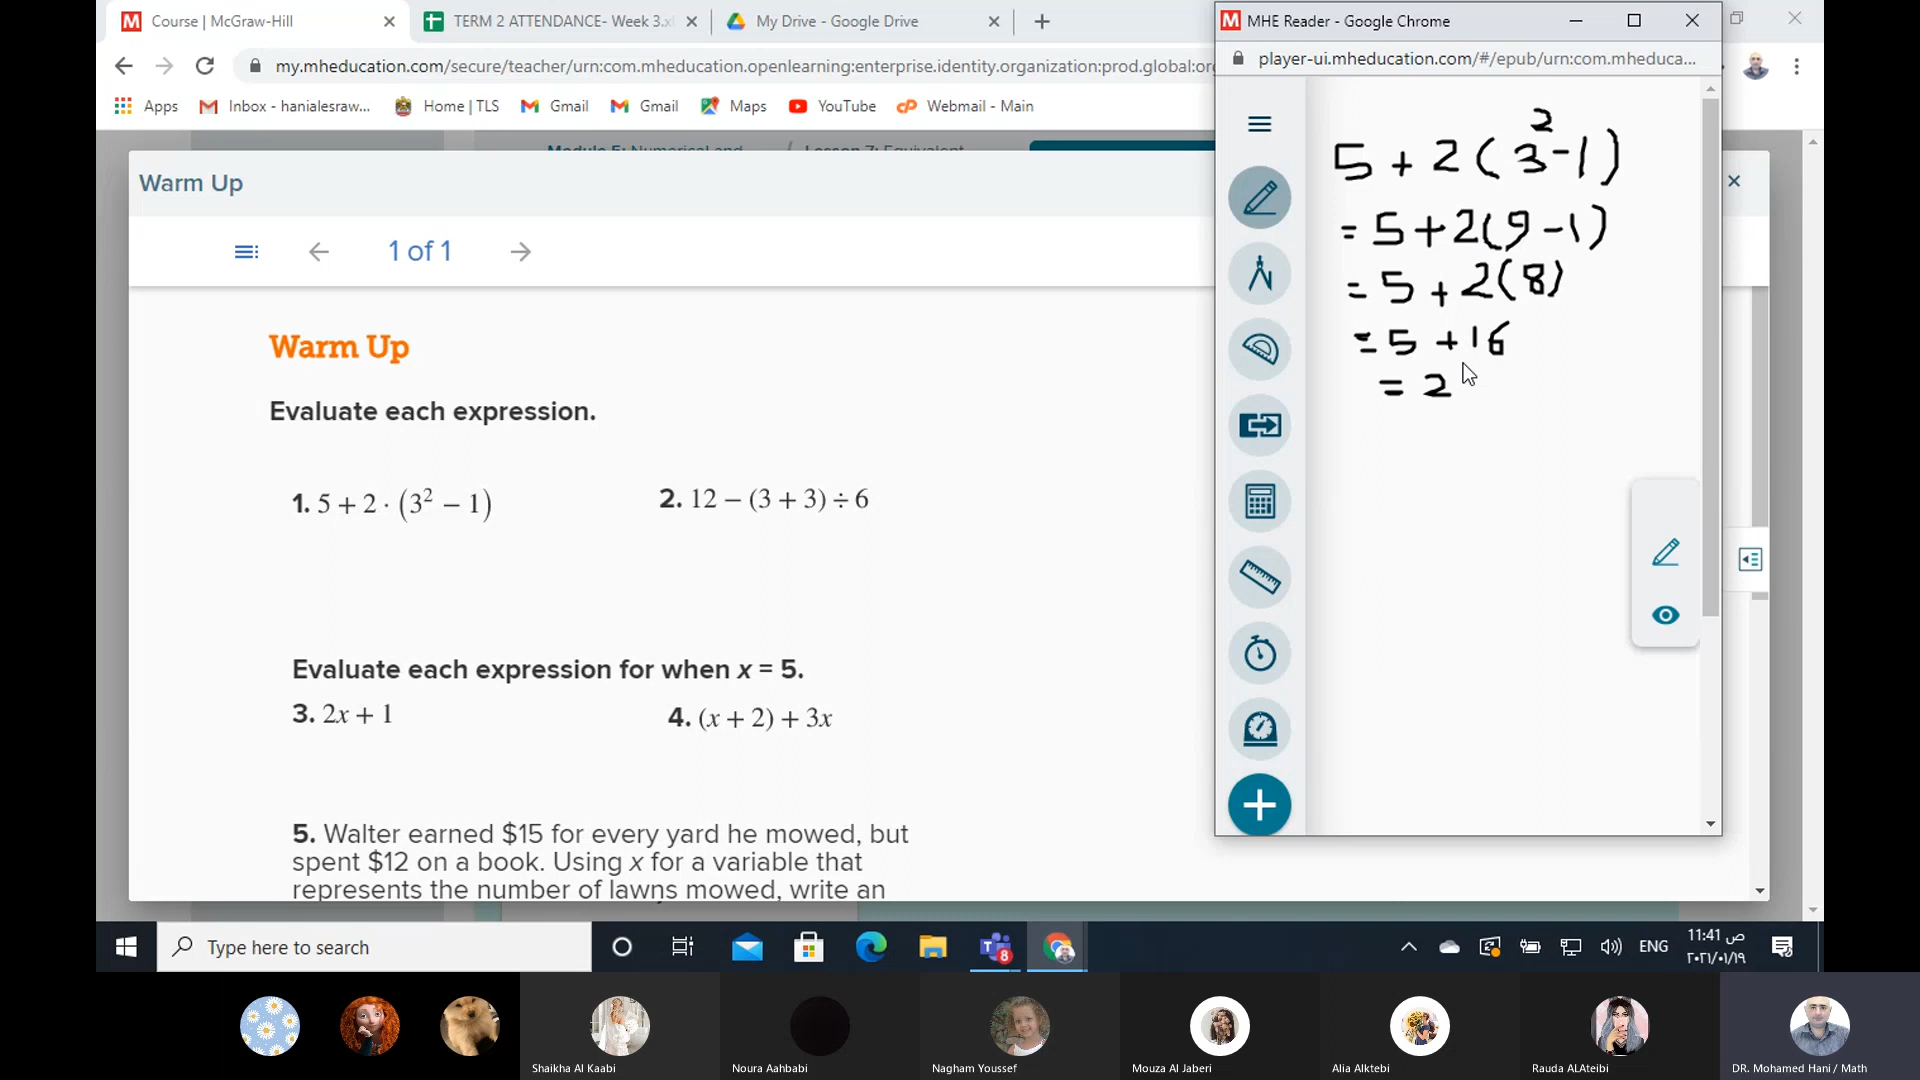 Course | McGraw-Hill
TERM 2 ATTENDANCE- Week 3.xl
My Drive - Google Drive
my.mheducation.com/secure/teacher/urn:com.mheducation.openlearning:enterprise.identity.organization:prod.global:or
Apps
Inbox - hanialesraw...
Home | TLS
Gmail
Gmail
Maps
YouTube
Webmail - Main
Lesson 7: Equivalent
Warm Up
1 of 1
Warm Up
Evaluate each expression.
1. 5 + 2 · (3² − 1)
2. 12 − (3 + 3) ÷ 6
Evaluate each expression for when x = 5.
3. 2x + 1
4. (x + 2) + 3x
5. Walter earned $15 for every yard he mowed, but
spent $12 on a book. Using x for a variable that
represents the number of lawns mowed, write an
MHE Reader - Google Chrome
player-ui.mheducation.com/#/epub/urn:com.mheduca...
5 + 2 ( 3² - 1 )
= 5 + 2 ( 9 - 1 )
= 5 + 2 ( 8 )
= 5 + 16
= 2
Type here to search
8
ENG
11:41 ص
٢٠٢١/٠١/١٩
Shaikha Al Kaabi
Noura Aahbabi
Nagham Youssef
Mouza Al Jaberi
Alia Alktebi
Rauda ALAteibi
DR. Mohamed Hani / Math